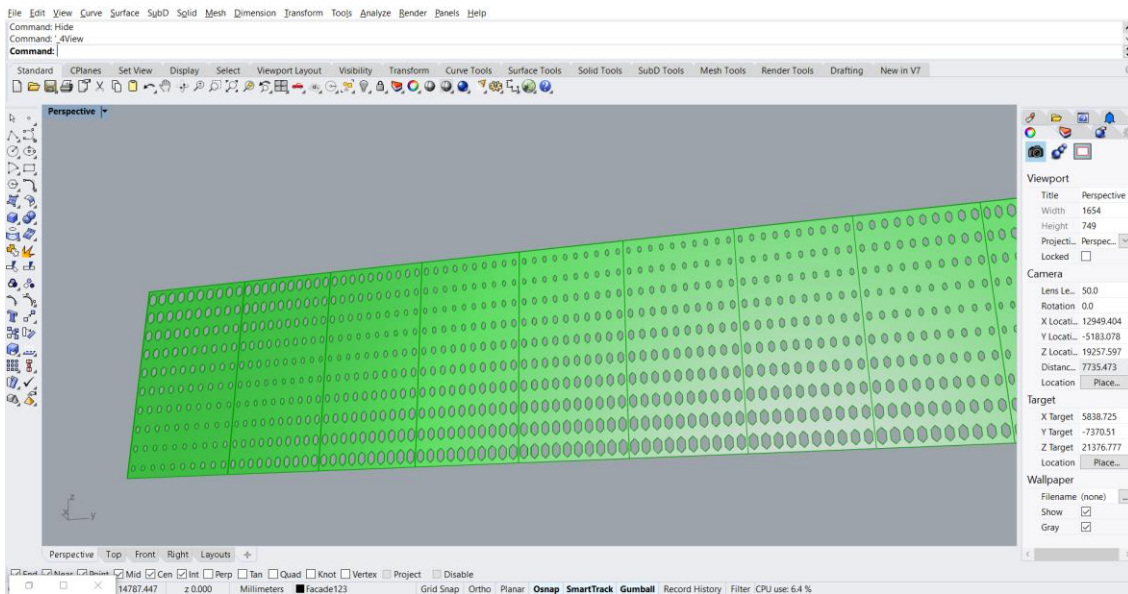 File Edit View Curve Surface SubD Solid Mesh Dimension Transform Tools Analyze Render Panels Help
Command: Hide
Command: '_4View
Command:
Standard CPlanes Set View Display Select Viewport Layout Visibility Transform Curve Tools Surface Tools Solid Tools SubD Tools Mesh Tools Render Tools Drafting New in V7
Perspective
Viewport
Title Perspective
Width 1654
Height 749
Projecti... Perspec...
Locked
Camera
Lens Le... 50.0
Rotation 0.0
X Locati... 12949.404
Y Locati... -5183.078
Z Locati... 19257.597
Distanc... 7735.473
Location Place...
Target
X Target 5838.725
Y Target -7370.51
Z Target 21376.777
Location Place...
Wallpaper
Filename (none) ...
Show
Gray
z
x y
Perspective Top Front Right Layouts
End Near Point Mid Cen Int Perp Tan Quad Knot Vertex Project Disable
14787.447 z 0.000 Millimeters Facade123 Grid Snap Ortho Planar Osnap SmartTrack Gumball Record History Filter CPU use: 6.4 %